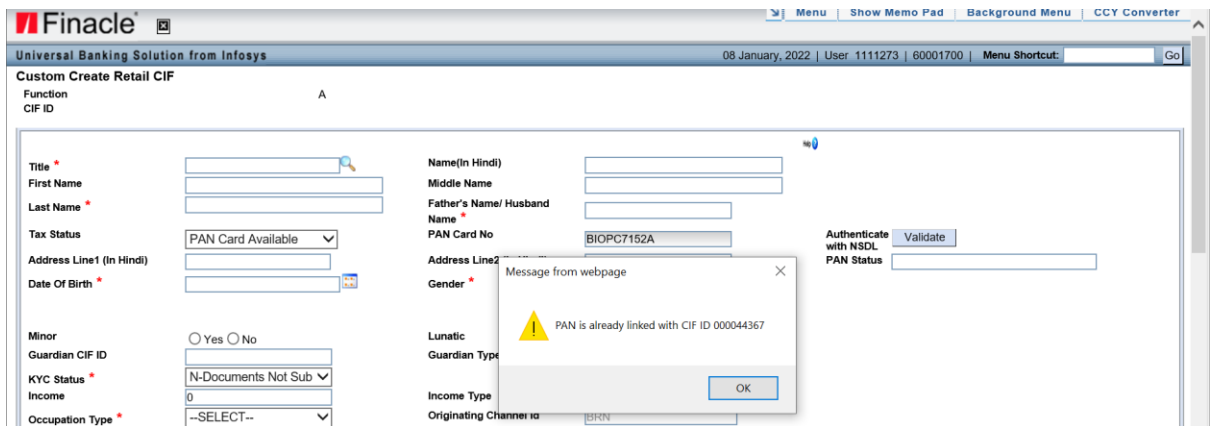 Menu | Show Memo Pad | Background Menu | CCY Converter
Finacle
Universal Banking Solution from Infosys 08 January, 2022 | User 1111273 | 60001700 | Menu Shortcut: Go
Custom Create Retail CIF
Function A
CIF ID
Title * Name(In Hindi)
First Name Middle Name
Last Name * Father's Name/ Husband Name *
Tax Status PAN Card Available PAN Card No BIOPC7152A Authenticate with NSDL Validate
Address Line1 (In Hindi) PAN Status
Date Of Birth * Gender *
Message from webpage
PAN is already linked with CIF ID 000044367
OK
Minor Yes No Lunatic
Guardian CIF ID Guardian Type
KYC Status * N-Documents Not Sub
Income 0 Income Type
Occupation Type * --SELECT-- Originating Channel Id BRN